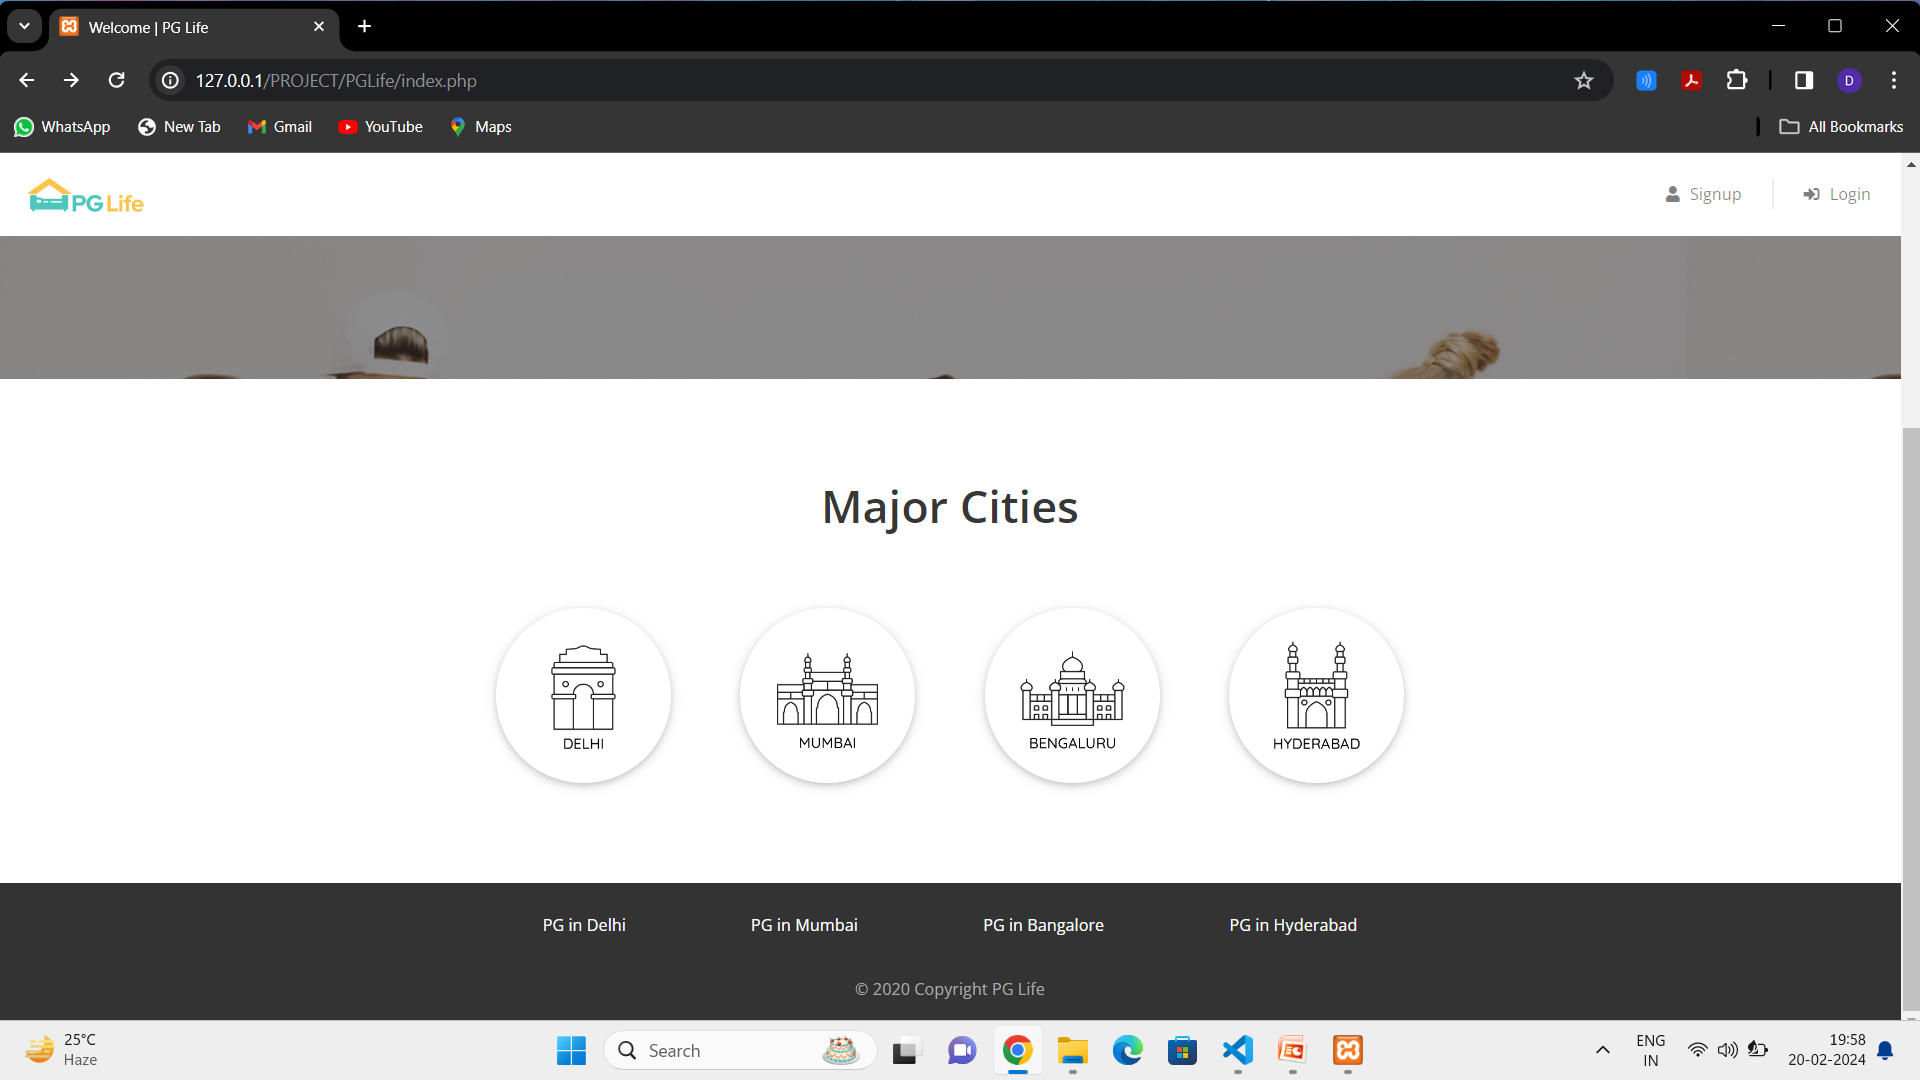 Welcome | PG Life
127.0.0.1/PROJECT/PGLife/index.php
D
WhatsApp
New Tab
Gmail
YouTube
Maps
All Bookmarks
PG Life
Signup
Login
Major Cities
DELHI
MUMBAI
BENGALURU
HYDERABAD
PG in Delhi
PG in Mumbai
PG in Bangalore
PG in Hyderabad
© 2020 Copyright PG Life
25°C
Haze
Search
EC
ENG
IN
19:58
20-02-2024